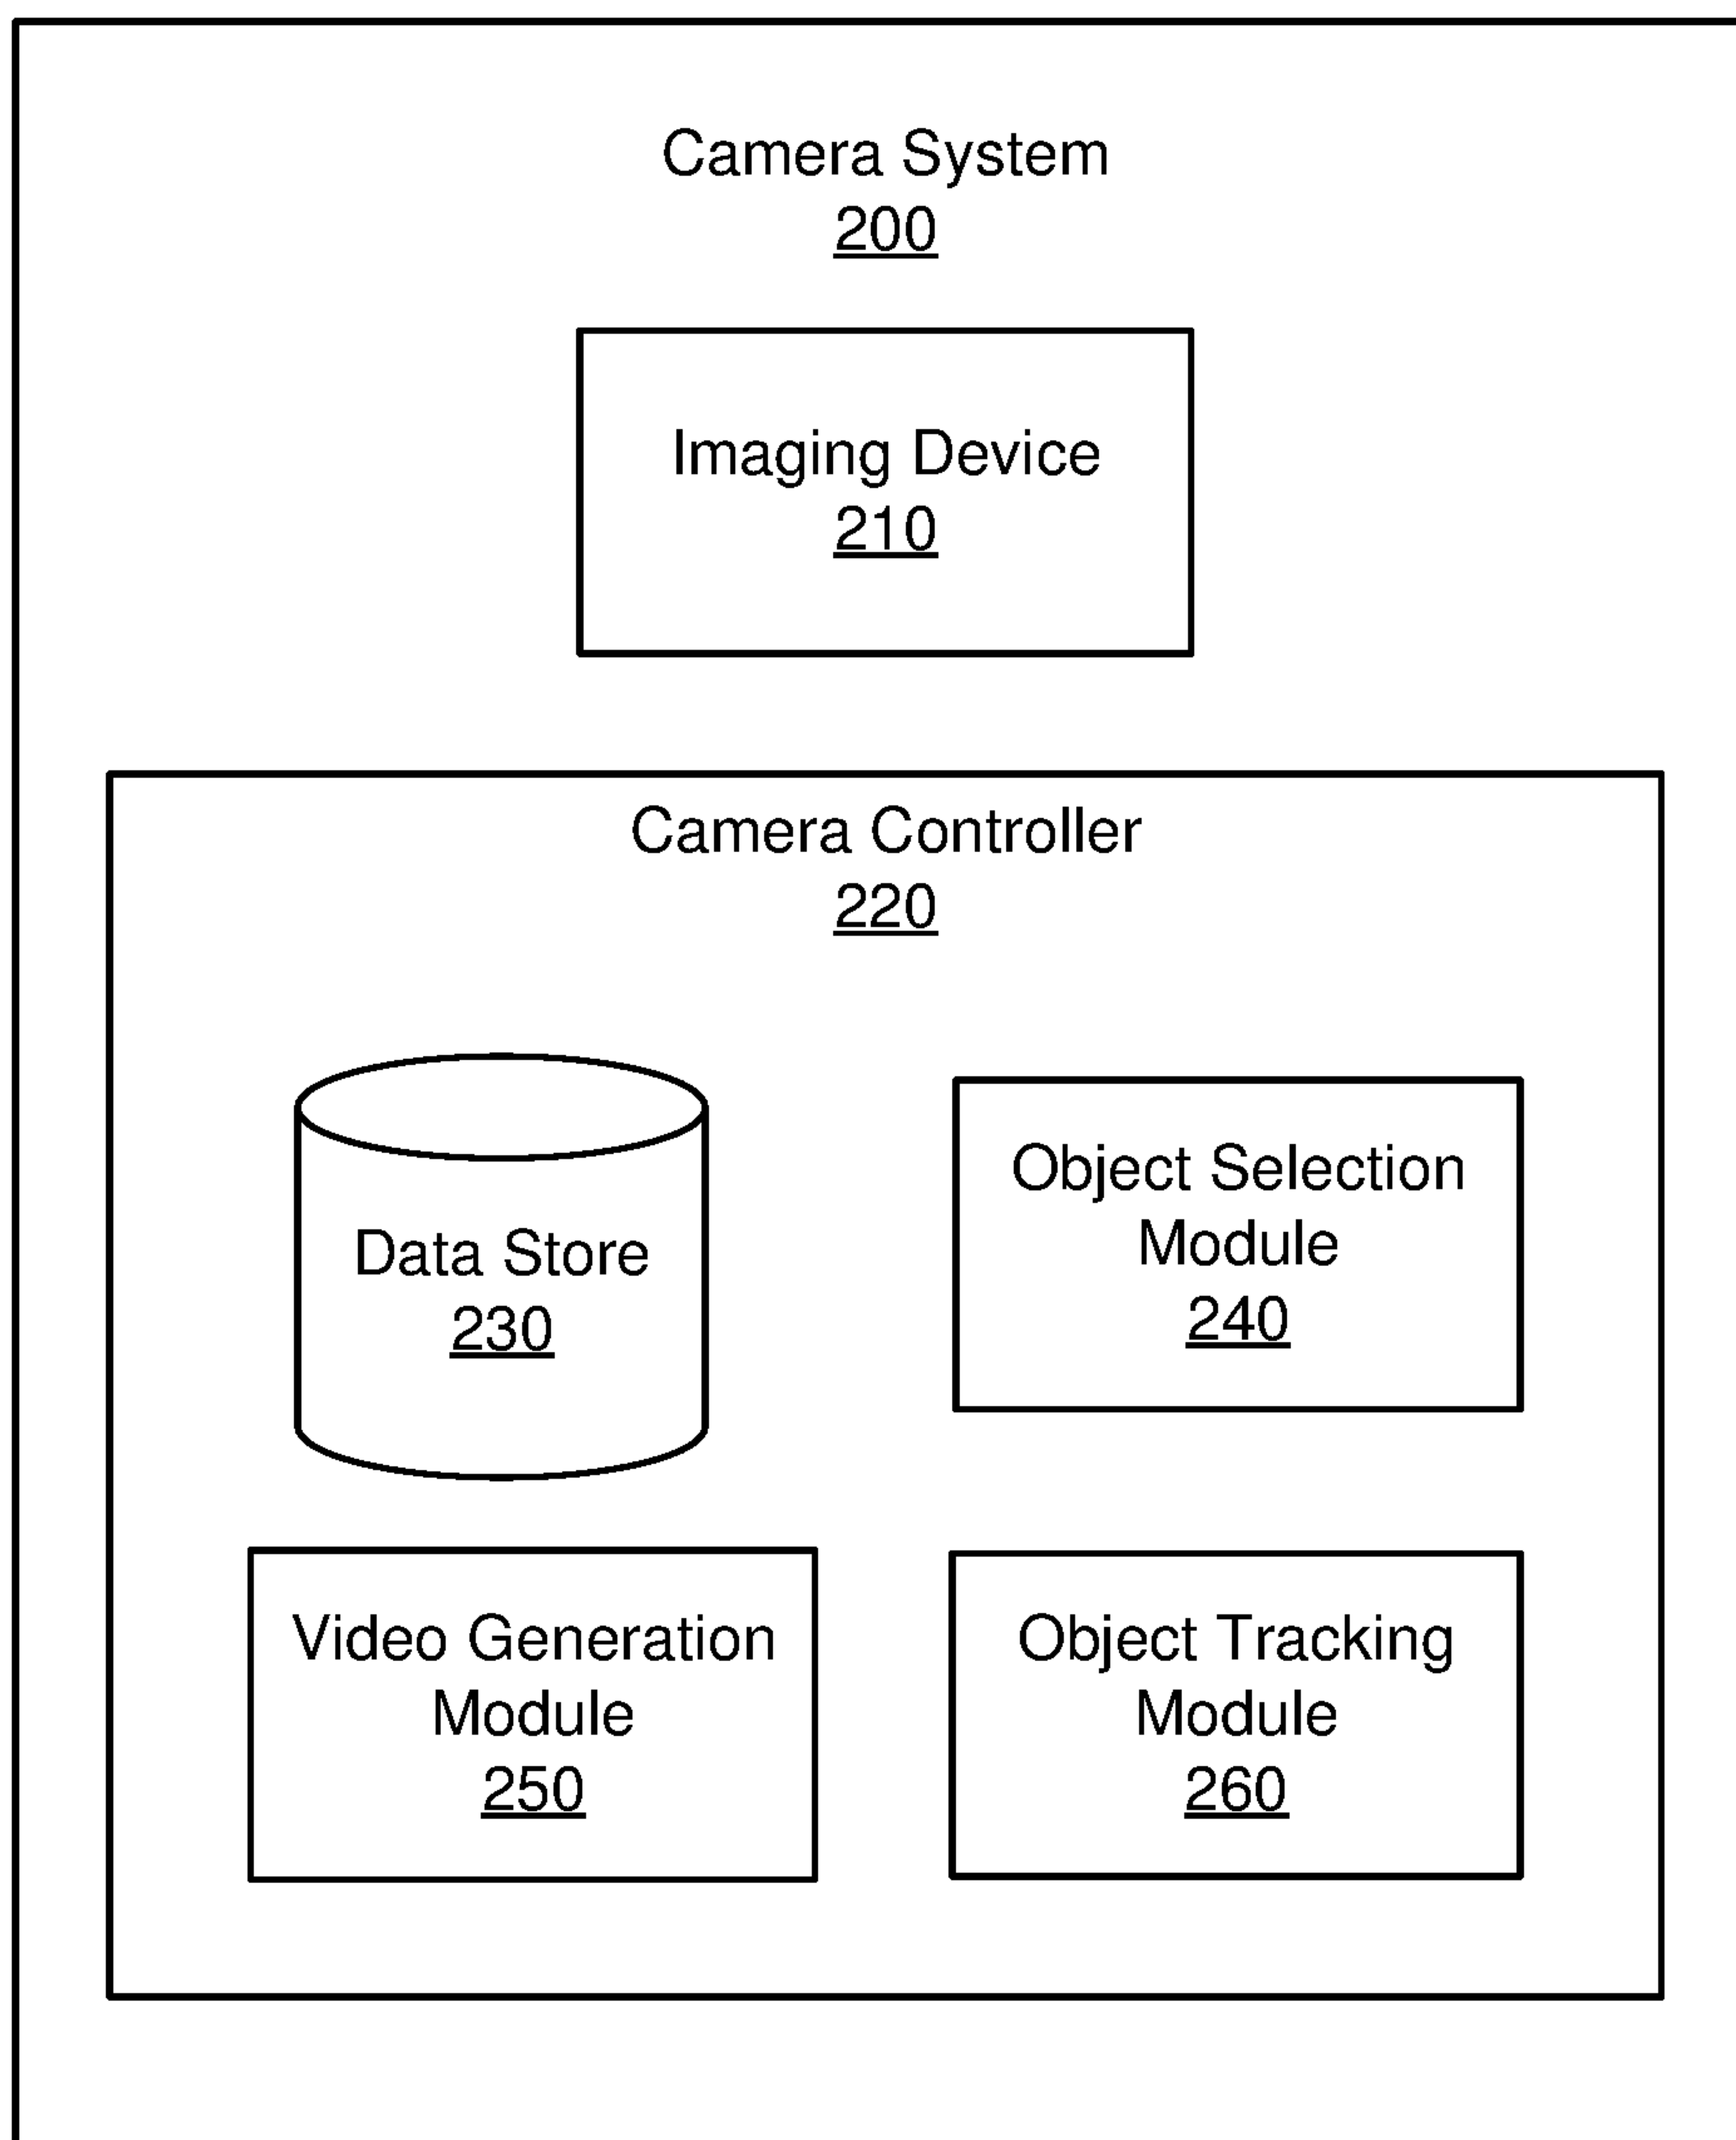 Camera System
200
Imaging Device
210
Camera Controller
220
Data Store
230
Object Selection
Module
240
Video Generation
Module
250
Object Tracking
Module
260